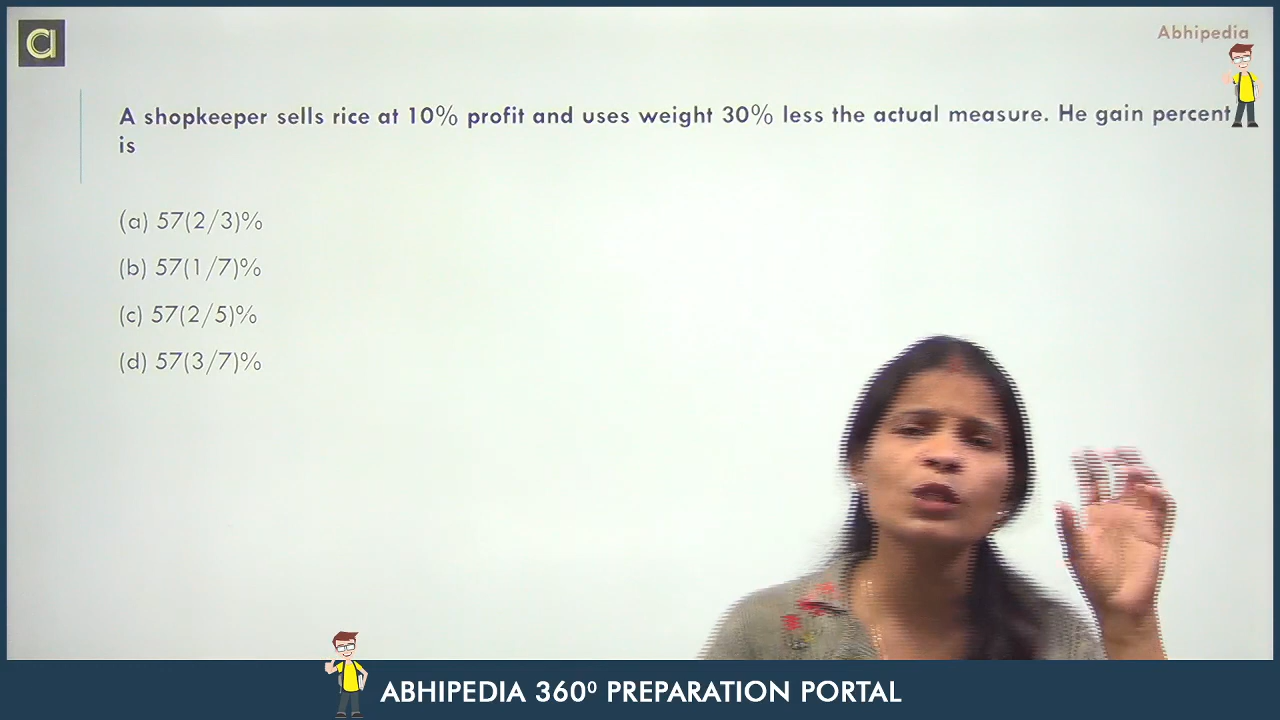 Abhipedia
A shopkeeper sells rice at 10% profit and uses weight 30% less the actual measure. He gain percent
is
(a) 57(2/3)%
(b) 57(1/7)%
(c) 57(2/5)%
(d) 57(3/7)%
ABHIPEDIA 360⁰ PREPARATION PORTAL